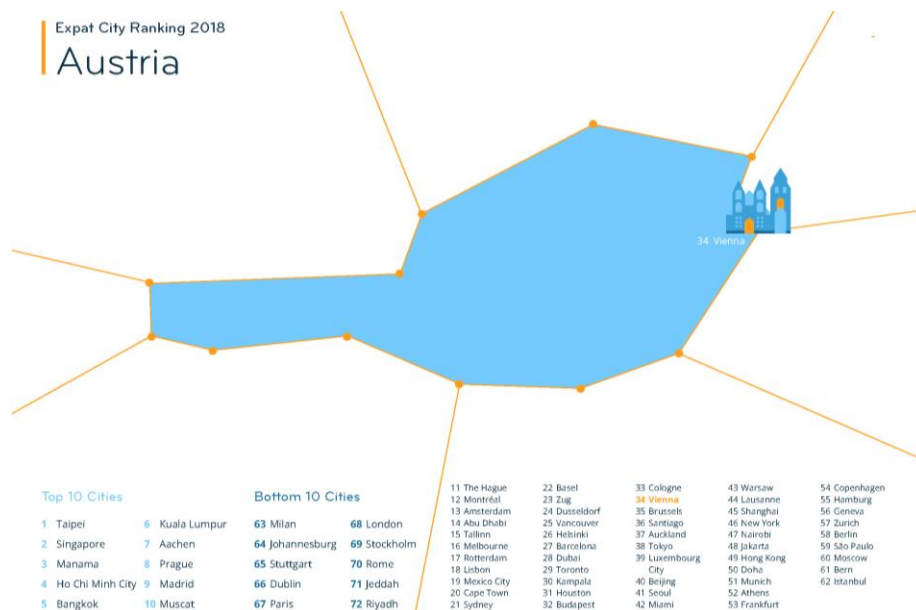 Expat City Ranking 2018
Austria
34 Vienna
Top 10 Cities
1 Taipei
2 Singapore
3 Manama
4 Ho Chi Minh City
5 Bangkok
6 Kuala Lumpur
7 Aachen
8 Prague
9 Madrid
10 Muscat
Bottom 10 Cities
63 Milan
64 Johannesburg
65 Stuttgart
66 Dublin
67 Paris
68 London
69 Stockholm
70 Rome
71 Jeddah
72 Riyadh
11 The Hague
12 Montréal
13 Amsterdam
14 Abu Dhabi
15 Tallinn
16 Melbourne
17 Rotterdam
18 Lisbon
19 Mexico City
20 Cape Town
21 Sydney
22 Basel
23 Zug
24 Dusseldorf
25 Vancouver
26 Helsinki
27 Barcelona
28 Dubai
29 Toronto
30 Kampala
31 Houston
32 Budapest
33 Cologne
34 Vienna
35 Brussels
36 Santiago
37 Auckland
38 Tokyo
39 Luxembourg
City
40 Beijing
41 Seoul
42 Miami
43 Warsaw
44 Lausanne
45 Shanghai
46 New York
47 Nairobi
48 Jakarta
49 Hong Kong
50 Doha
51 Munich
52 Athens
53 Frankfurt
54 Copenhagen
55 Hamburg
56 Geneva
57 Zurich
58 Berlin
59 São Paulo
60 Moscow
61 Bern
62 Istanbul